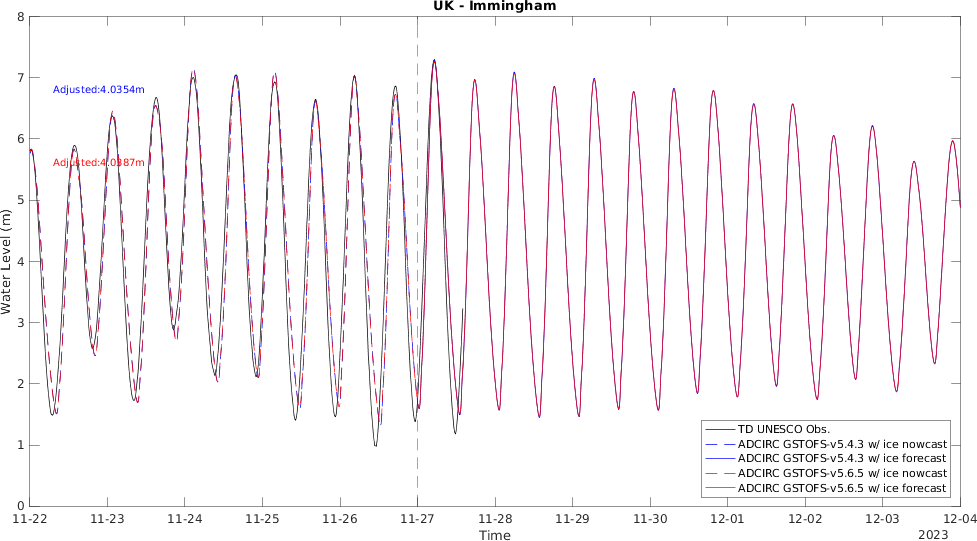 UK - Immingham
8
7
6
5
4
3
2
1
0
Water Level (m)
Adjusted:4.0354m
Adjusted:4.0387m
TD UNESCO Obs.
ADCIRC GSTOFS-v5.4.3 w/ ice nowcast
ADCIRC GSTOFS-v5.4.3 w/ ice forecast
ADCIRC GSTOFS-v5.6.5 w/ ice nowcast
ADCIRC GSTOFS-v5.6.5 w/ ice forecast
11-22 11-23 11-24 11-25 11-26 11-27 11-28 11-29 11-30 12-01 12-02 12-03 12-04
Time
2023